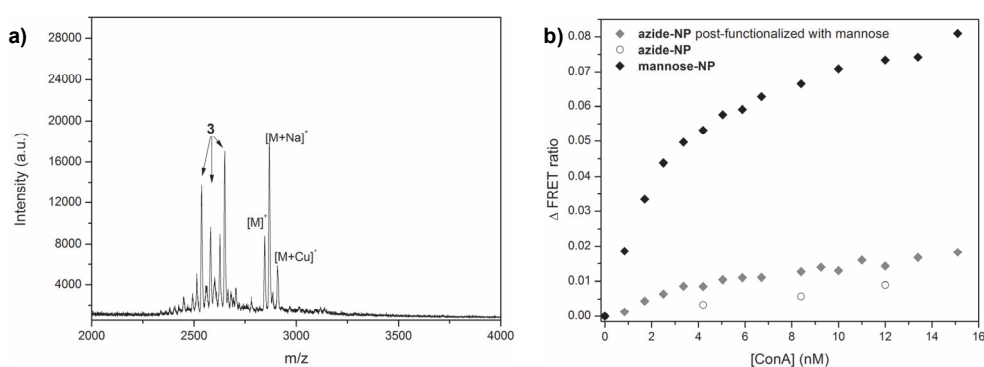 a)
28000
24000
20000
16000
12000
8000
4000
Intensity (a.u.)
3
[M+Na]+
[M]+
[M+Cu]+
2000
2500
3000
3500
4000
m/z
b)
0.08
0.07
0.06
0.05
0.04
0.03
0.02
0.01
0.00
Δ FRET ratio
azide-NP post-functionalized with mannose
azide-NP
mannose-NP
0
2
4
6
8
10
12
14
16
[ConA] (nM)